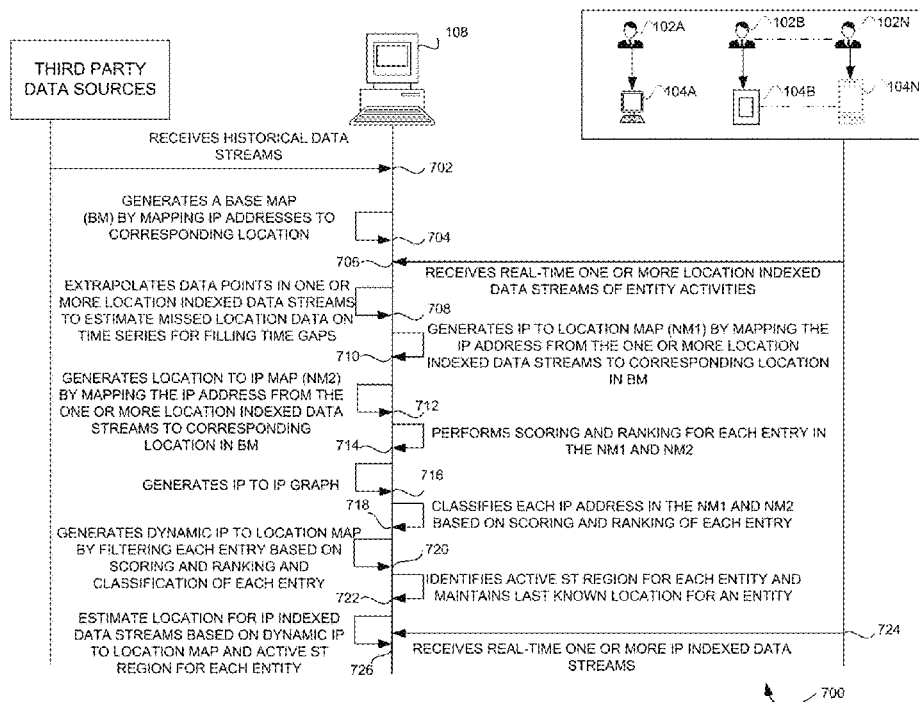 THIRD PARTY
DATA SOURCES
108
102A
102B
102N
104A
104B
104N
RECEIVES HISTORICAL DATA
STREAMS
702
GENERATES A BASE MAP
(BM) BY MAPPING IP ADDRESSES TO
CORRESPONDING LOCATION
704
706
RECEIVES REAL-TIME ONE OR MORE LOCATION INDEXED
DATA STREAMS OF ENTITY ACTIVITIES
EXTRAPOLATES DATA POINTS IN ONE OR
MORE LOCATION INDEXED DATA STREAMS
TO ESTIMATE MISSED LOCATION DATA ON
TIME SERIES FOR FILLING TIME GAPS
708
GENERATES IP TO LOCATION MAP (NM1) BY MAPPING THE
IP ADDRESS FROM THE ONE OR MORE LOCATION
INDEXED DATA STREAMS TO CORRESPONDING LOCATION
IN BM
710
GENERATES LOCATION TO IP MAP (NM2)
BY MAPPING THE IP ADDRESS FROM THE
ONE OR MORE LOCATION INDEXED DATA
STREAMS TO CORRESPONDING
LOCATION IN BM
712
714
PERFORMS SCORING AND RANKING FOR EACH ENTRY IN
THE NM1 AND NM2
GENERATES IP TO IP GRAPH
716
718
CLASSIFIES EACH IP ADDRESS IN THE NM1 AND NM2
BASED ON SCORING AND RANKING OF EACH ENTRY
GENERATES DYNAMIC IP TO LOCATION MAP
BY FILTERING EACH ENTRY BASED ON
SCORING AND RANKING AND
CLASSIFICATION OF EACH ENTRY
720
722
IDENTIFIES ACTIVE ST REGION FOR EACH ENTITY AND
MAINTAINS LAST KNOWN LOCATION FOR AN ENTITY
ESTIMATE LOCATION FOR IP INDEXED
DATA STREAMS BASED ON DYNAMIC IP
TO LOCATION MAP AND ACTIVE ST
REGION FOR EACH ENTITY
724
RECEIVES REAL-TIME ONE OR MORE IP INDEXED DATA
STREAMS
726
700